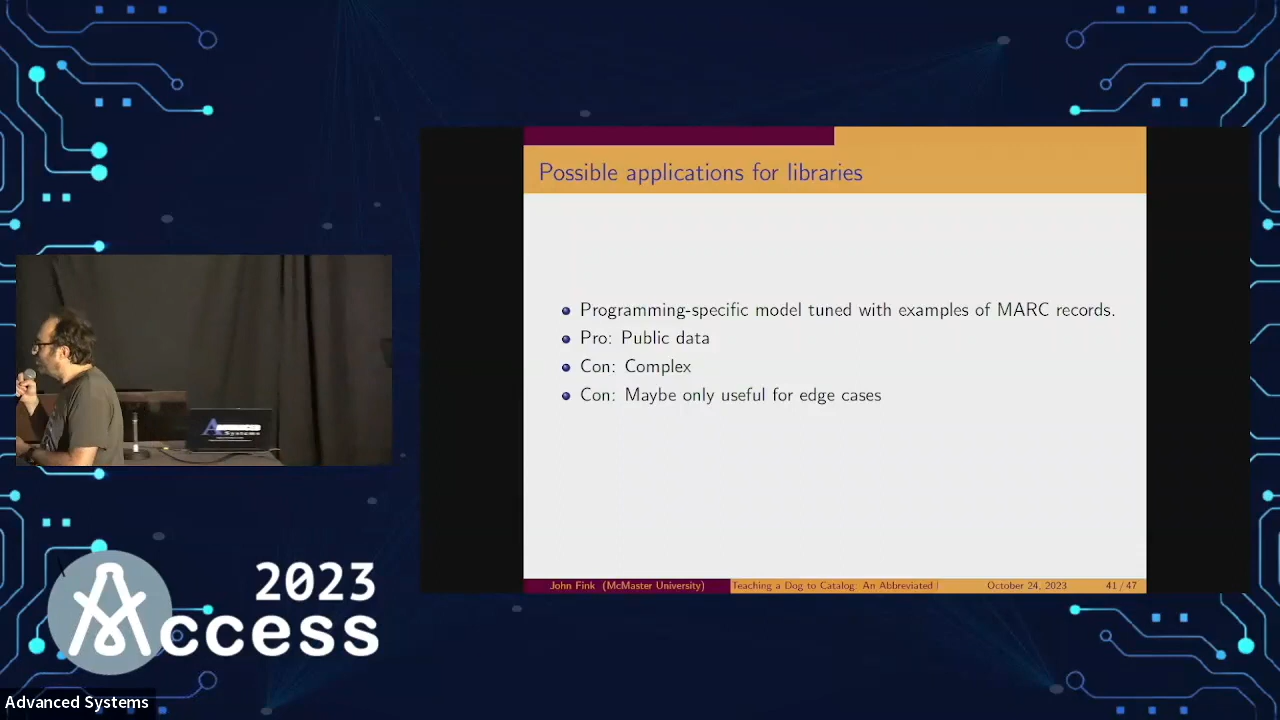 Possible applications for libraries
Programming-specific model tuned with examples of MARC records.
Pro: Public data
Con: Complex
Con: Maybe only useful for edge cases
John Fink (McMaster University)
Teaching a Dog to Catalog: An Abbreviated
October 24, 2023
41 / 47
2023
Access
Advanced Systems